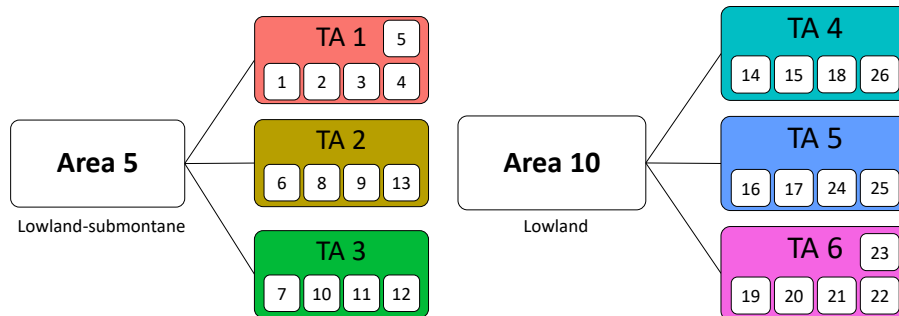 TA 1
5
1 2 3 4
Area 5
Lowland-submontane
TA 2
6 8 9 13
TA 3
7 10 11 12
Area 10
Lowland
TA 4
14 15 18 26
TA 5
16 17 24 25
TA 6
23
19 20 21 22